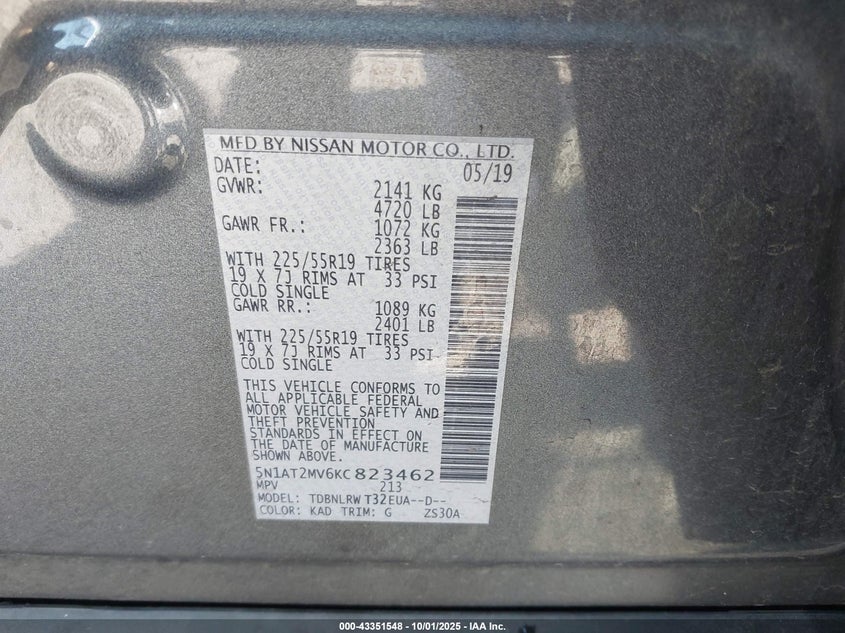 MFD BY NISSAN MOTOR CO., LTD.
DATE: 05/19
GVWR: 2141 KG
4720 LB
GAWR FR.: 1072 KG
2363 LB
WITH 225/55R19 TIRES
19 X 7J RIMS AT 33 PSI
COLD SINGLE
GAWR RR.: 1089 KG
2401 LB
WITH 225/55R19 TIRES
19 X 7J RIMS AT 33 PSI
COLD SINGLE
THIS VEHICLE CONFORMS TO
ALL APPLICABLE FEDERAL
MOTOR VEHICLE SAFETY AND
THEFT PREVENTION
STANDARDS IN EFFECT ON
THE DATE OF MANUFACTURE
SHOWN ABOVE.
5N1AT2MV6KC823462
MPV 213
MODEL: TDBNLRW T32EUA--D--
COLOR: KAD TRIM: G ZS30A
000-43351548 - 10/01/2025 - IAA Inc.